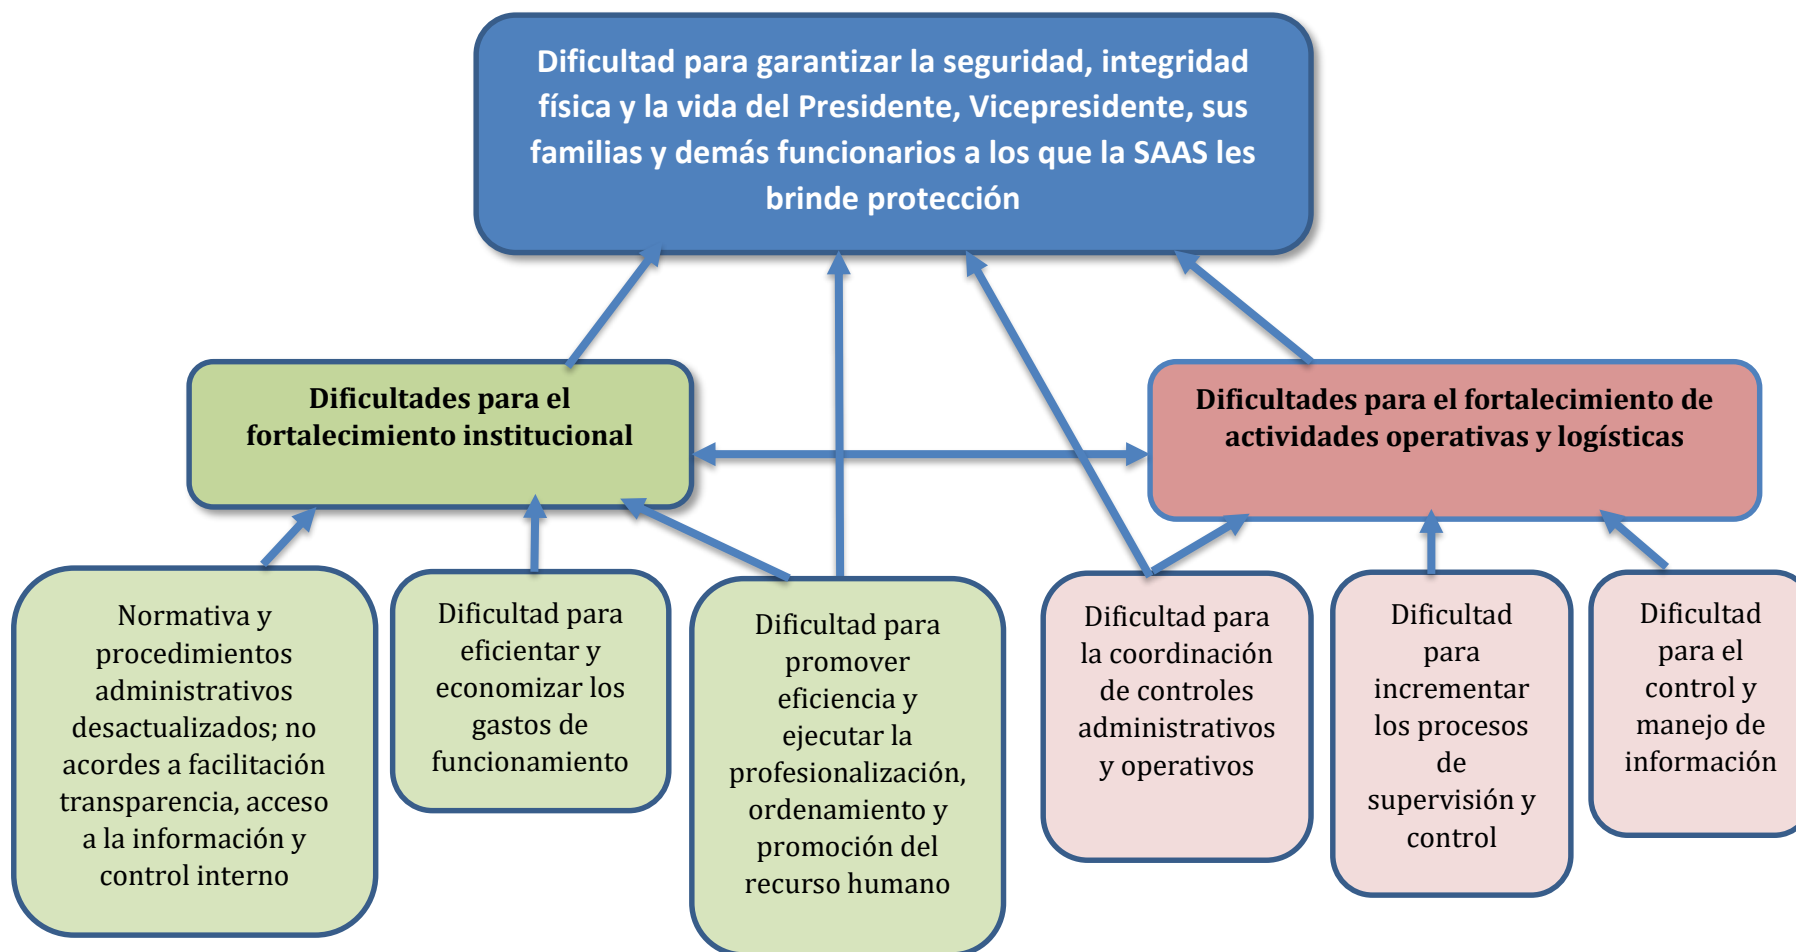 Dificultad para garantizar la seguridad, integridad
física y la vida del Presidente, Vicepresidente, sus
familias y demás funcionarios a los que la SAAS les
brinde protección
Dificultades para el
fortalecimiento institucional
Dificultades para el fortalecimiento de
actividades operativas y logísticas
Normativa y
procedimientos
administrativos
desactualizados; no
acordes a facilitación
transparencia, acceso
a la información y
control interno
Dificultad para
eficientar y
economizar los
gastos de
funcionamiento
Dificultad para
promover
eficiencia y
ejecutar la
profesionalización,
ordenamiento y
promoción del
recurso humano
Dificultad para
la coordinación
de controles
administrativos
y operativos
Dificultad
para
incrementar
los procesos
de
supervisión y
control
Dificultad
para el
control y
manejo de
información